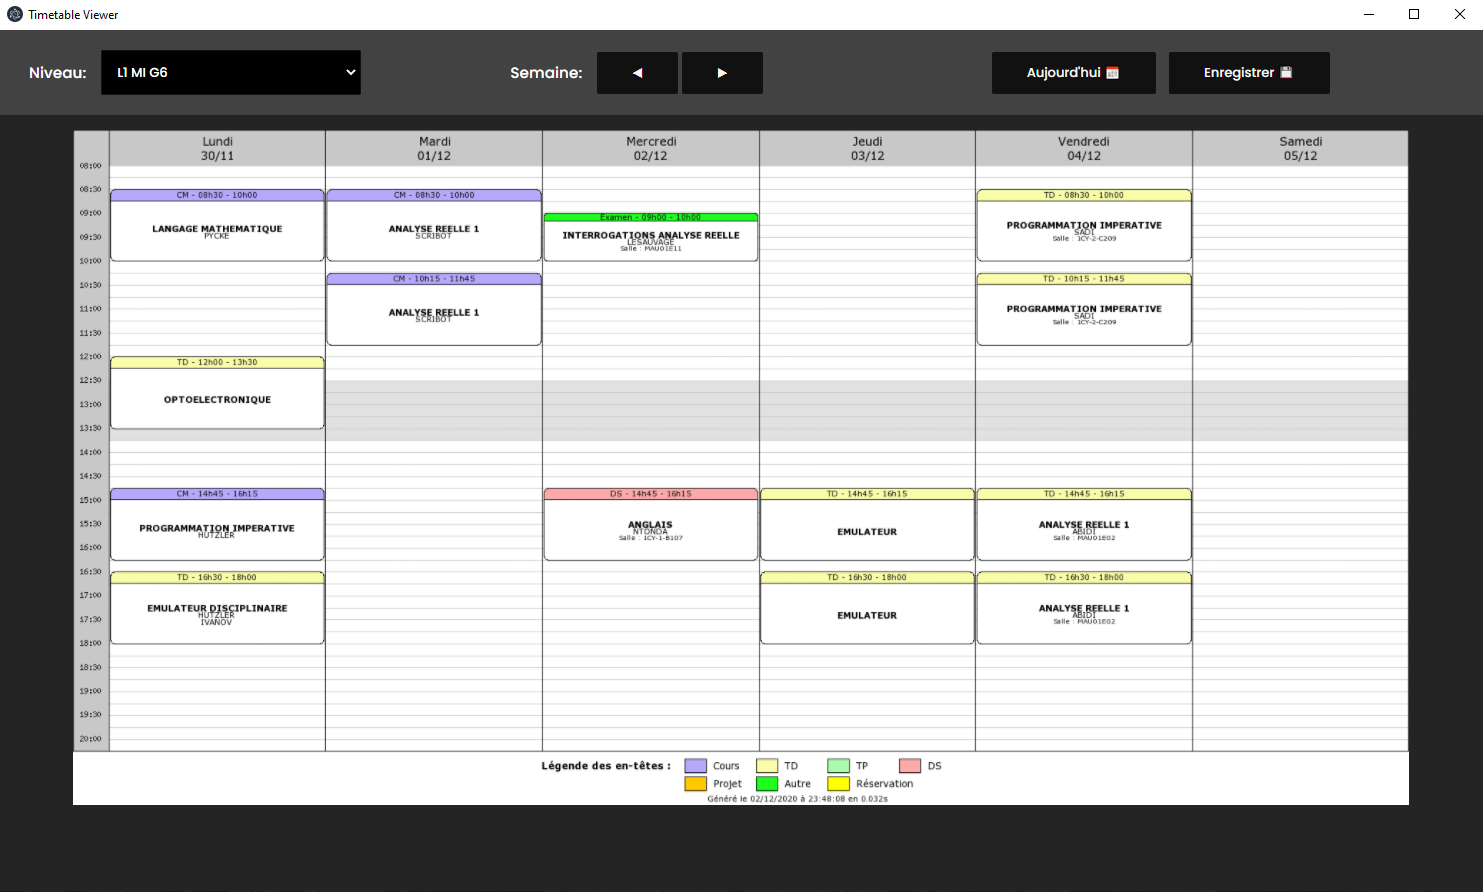 Timetable Viewer
Niveau: L1 MI G6 Semaine: ◀ ▶ Aujourd'hui Enregistrer
Lundi
30/11
Mardi
01/12
Mercredi
02/12
Jeudi
03/12
Vendredi
04/12
Samedi
05/12
08:00
08:30
09:00
09:30
10:00
10:30
11:00
11:30
12:00
12:30
13:00
13:30
14:00
14:30
15:00
15:30
16:00
16:30
17:00
17:30
18:00
18:30
19:00
19:30
20:00
CM - 08h30 - 10h00
LANGAGE MATHEMATIQUE
PYCKE
TD - 12h00 - 13h30
OPTOELECTRONIQUE
CM - 14h45 - 16h15
PROGRAMMATION IMPERATIVE
HUTZLER
TD - 16h30 - 18h00
EMULATEUR DISCIPLINAIRE
HUTZLER
IVANOV
CM - 08h30 - 10h00
ANALYSE REELLE 1
SCRIBOT
CM - 10h15 - 11h45
ANALYSE REELLE 1
SCRIBOT
Examen - 09h00 - 10h00
INTERROGATIONS ANALYSE REELLE
LESAUVAGE
Salle : MAU01E11
DS - 14h45 - 16h15
ANGLAIS
NTONDA
Salle : 1CY-1-B107
TD - 14h45 - 16h15
EMULATEUR
TD - 16h30 - 18h00
EMULATEUR
TD - 08h30 - 10h00
PROGRAMMATION IMPERATIVE
SADI
Salle : 1CY-2-C209
TD - 10h15 - 11h45
PROGRAMMATION IMPERATIVE
SADI
Salle : 1CY-2-C209
TD - 14h45 - 16h15
ANALYSE REELLE 1
ABIDI
Salle : MAU01E02
TD - 16h30 - 18h00
ANALYSE REELLE 1
ABIDI
Salle : MAU01E02
Légende des en-têtes : Cours TD TP DS
Projet Autre Réservation
Généré le 02/12/2020 à 23:48:08 en 0.032s